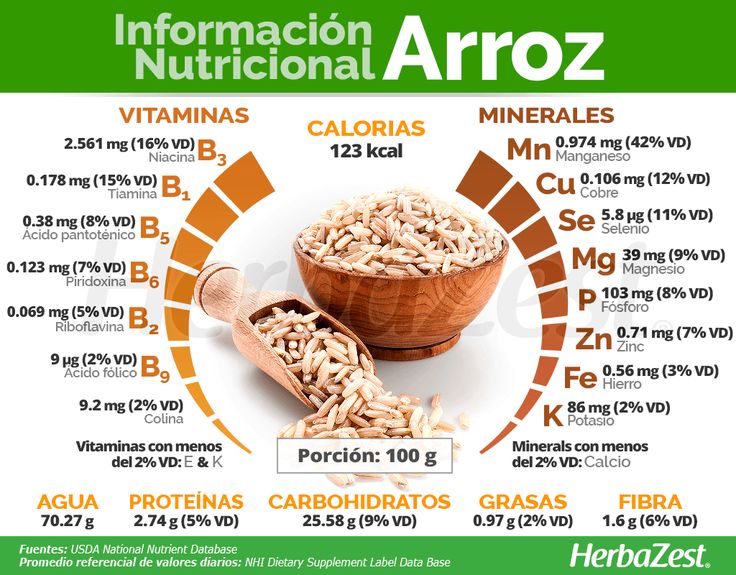 Información
Nutricional
Arroz
VITAMINAS
2.561 mg (16% VD)
Niacina
B3
0.178 mg (15% VD)
Tiamina
B1
0.38 mg (8% VD)
Ácido pantoténico
B5
0.123 mg (7% VD)
Piridoxina
B6
0.069 mg (5% VD)
Riboflavina
B2
9 µg (2% VD)
Ácido fólico
B9
9.2 mg (2% VD)
Colina
Vitaminas con menos
del 2% VD: E & K
CALORIAS
123 kcal
MINERALES
Mn
0.974 mg (42% VD)
Manganeso
Cu
0.106 mg (12% VD)
Cobre
Se
5.8 µg (11% VD)
Selenio
Mg
39 mg (9% VD)
Magnesio
P
103 mg (8% VD)
Fósforo
Zn
0.71 mg (7% VD)
Zinc
Fe
0.56 mg (3% VD)
Hierro
K
86 mg (2% VD)
Potasio
Minerals con menos
del 2% VD: Calcio
HerbaZest®
Porción: 100 g
AGUA
70.27 g
PROTEÍNAS
2.74 g (5% VD)
CARBOHIDRATOS
25.58 g (9% VD)
GRASAS
0.97 g (2% VD)
FIBRA
1.6 g (6% VD)
Fuentes: USDA National Nutrient Database
Promedio referencial de valores diarios: NHI Dietary Supplement Label Data Base
HerbaZest®